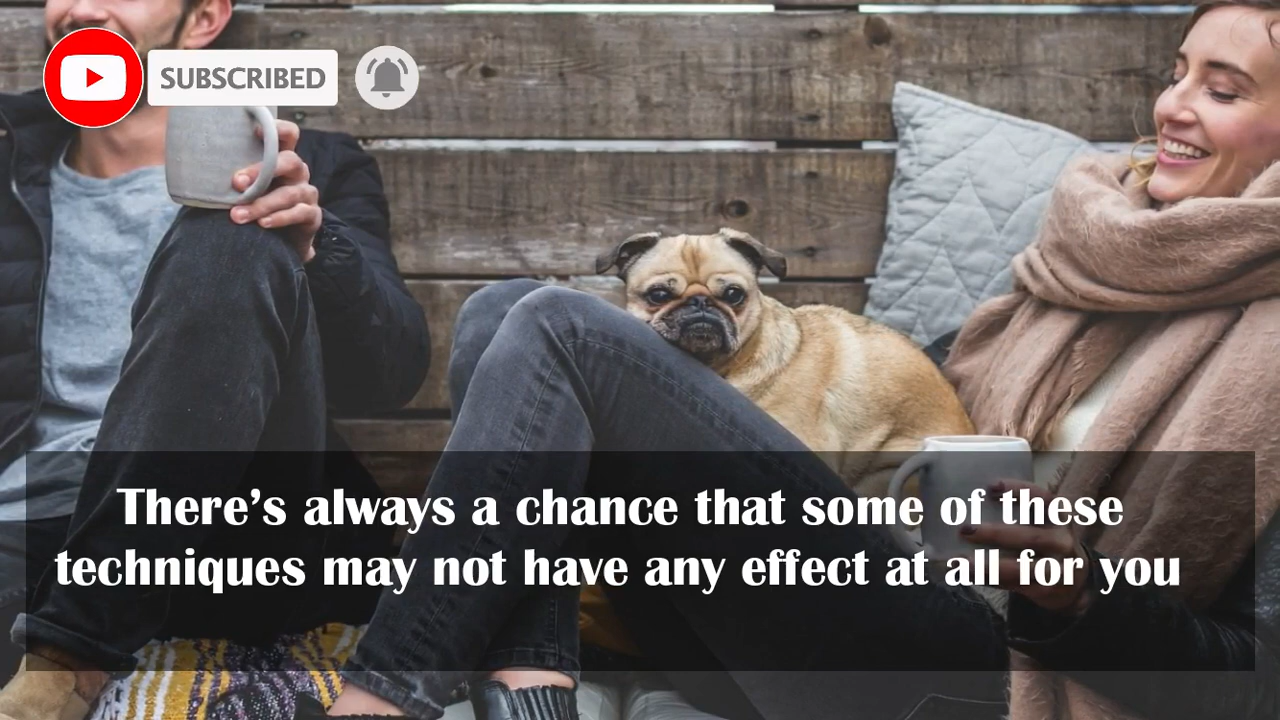 SUBSCRIBED
There’s always a chance that some of these
techniques may not have any effect at all for you